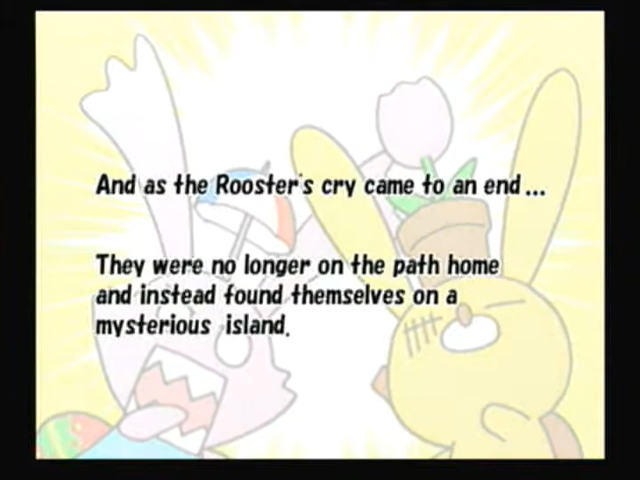 And as the Rooster's cry came to an end...
They were no longer on the path home
and instead found themselves on a
mysterious island.